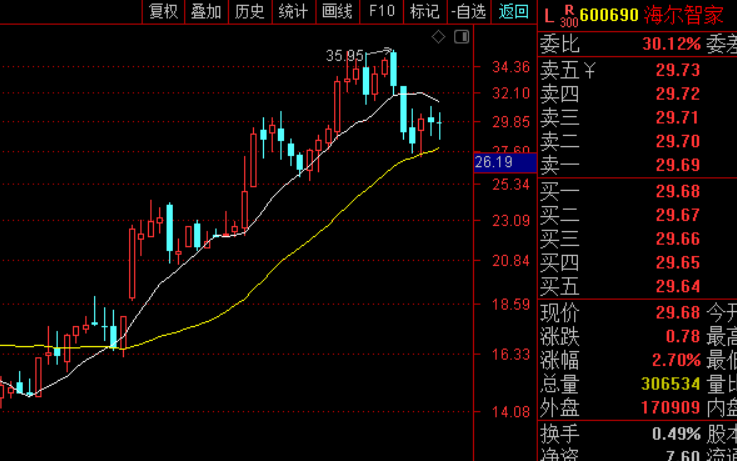 复权 叠加 历史 统计 画线 F10 标记 -自选 返回
L R 300 600690 海尔智家
委比 30.12% 委差
卖五￥ 29.73
卖四 29.72
卖三 29.71
卖二 29.70
卖一 29.69
买一 29.68
买二 29.67
买三 29.66
买四 29.65
买五 29.64
现价 29.68 今开
涨跌 0.78 最高
涨幅 2.70% 最低
总量 306534 量比
外盘 170909 内盘
换手 0.49% 股本
净资 7.60 流通
35.95
34.36
32.10
29.85
27.60
26.19
25.34
23.09
20.84
18.59
16.33
14.08